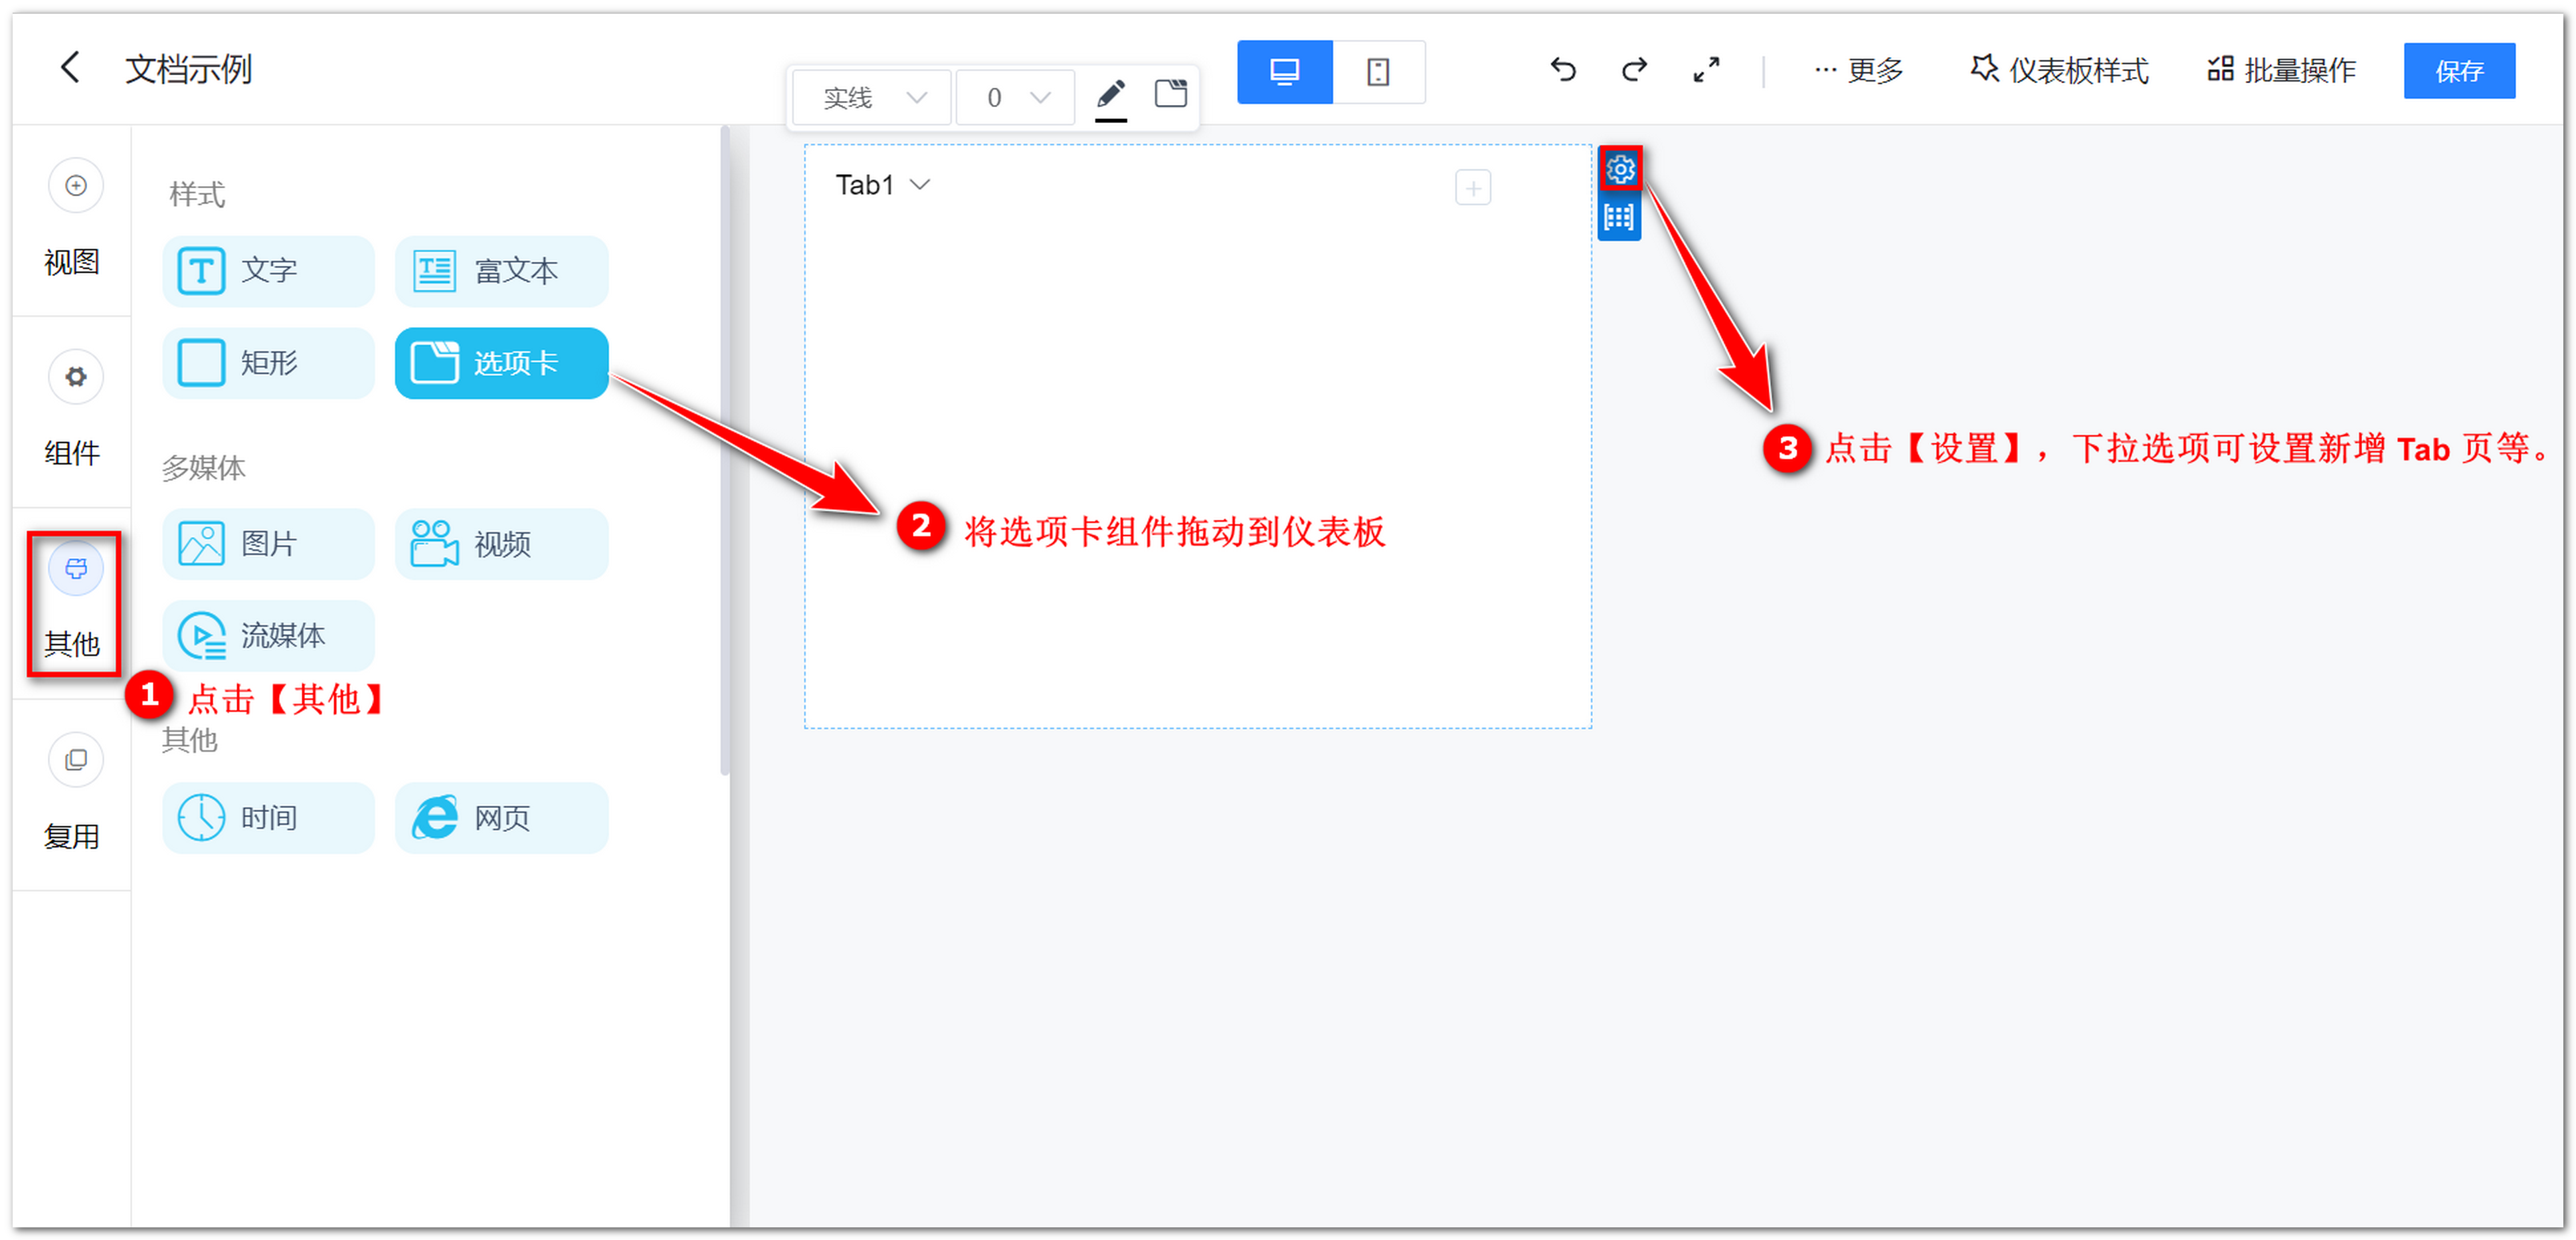 文档示例
实线
0
... 更多
仪表板样式
批量操作
保存
视图
组件
其他
复用
样式
文字
富文本
矩形
选项卡
多媒体
图片
视频
流媒体
1 点击【其他】
其他
时间
网页
Tab1
2 将选项卡组件拖动到仪表板
3 点击【设置】，下拉选项可设置新增 Tab 页等。